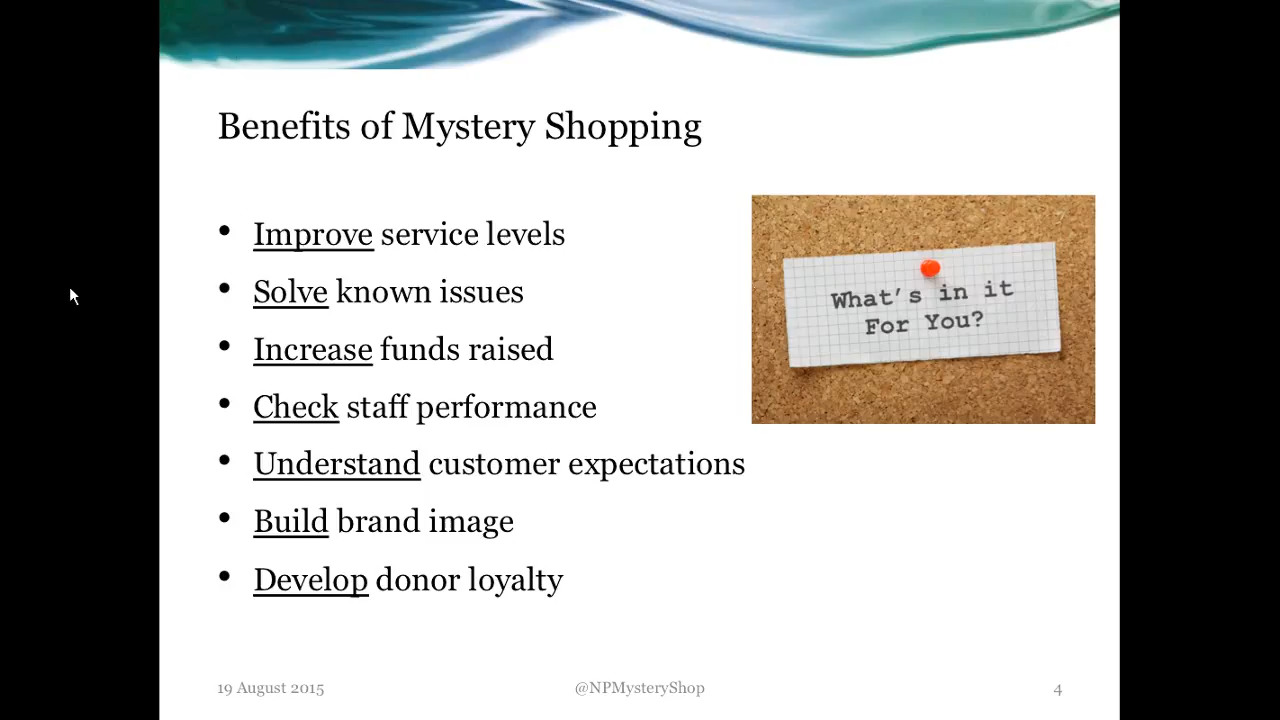 Benefits of Mystery Shopping
• Improve service levels
• Solve known issues
• Increase funds raised
• Check staff performance
• Understand customer expectations
• Build brand image
• Develop donor loyalty
What's in it
For You?
19 August 2015
@NPMysteryShop
4